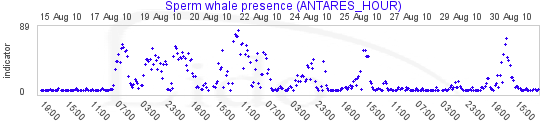 Sperm whale presence (ANTARES_HOUR)
15 Aug 10 17 Aug 10 19 Aug 10 20 Aug 10 22 Aug 10 24 Aug 10 25 Aug 10 27 Aug 10 28 Aug 10 30 Aug 10
89
indicator
0
19:00 15:00 11:00 07:00 03:00 23:00 19:00 15:00 11:00 07:00 03:00 23:00 19:00 15:00 11:00 07:00 03:00 23:00 19:00 15:00